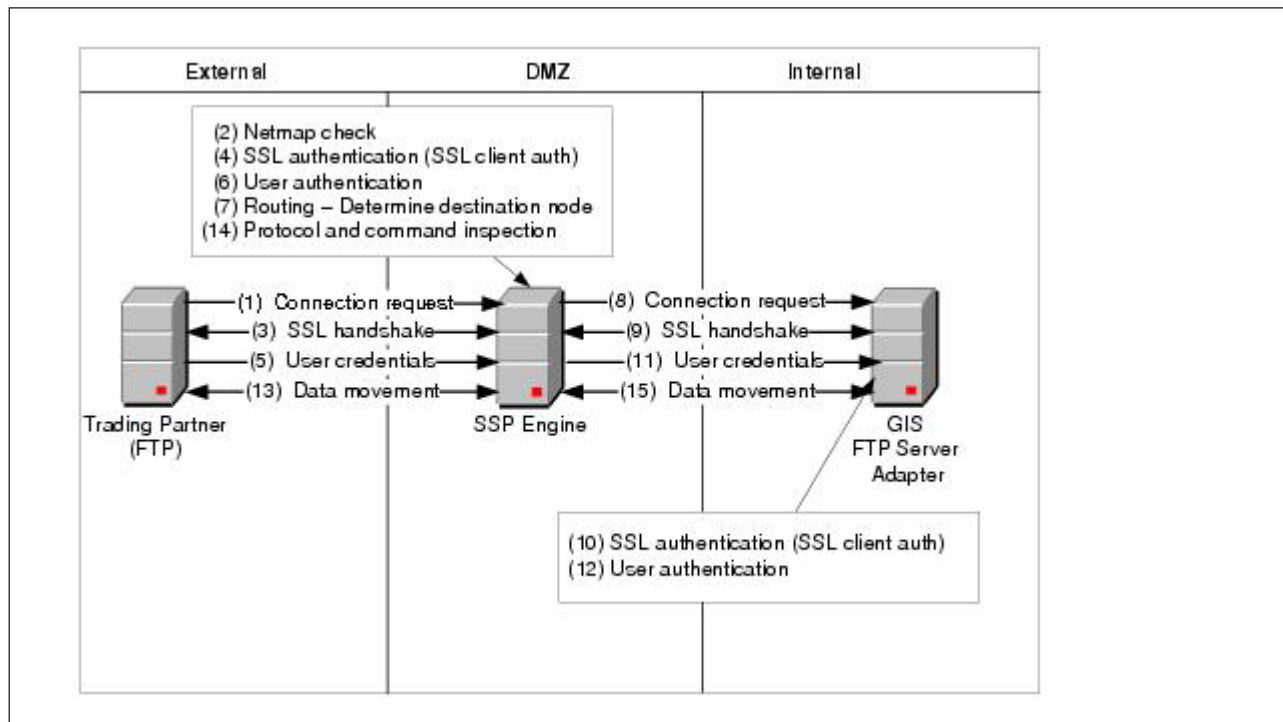 External
DMZ
Internal
(2) Netmap check
(4) SSL authentication (SSL client auth)
(6) User authentication
(7) Routing – Determine destination node
(14) Protocol and command inspection
(1) Connection request
(3) SSL handshake
(5) User credentials
(13) Data movement
(8) Connection request
(9) SSL handshake
(11) User credentials
(15) Data movement
Trading Partner
(FTP)
SSP Engine
GIS
FTP Server
Adapter
(10) SSL authentication (SSL client auth)
(12) User authentication